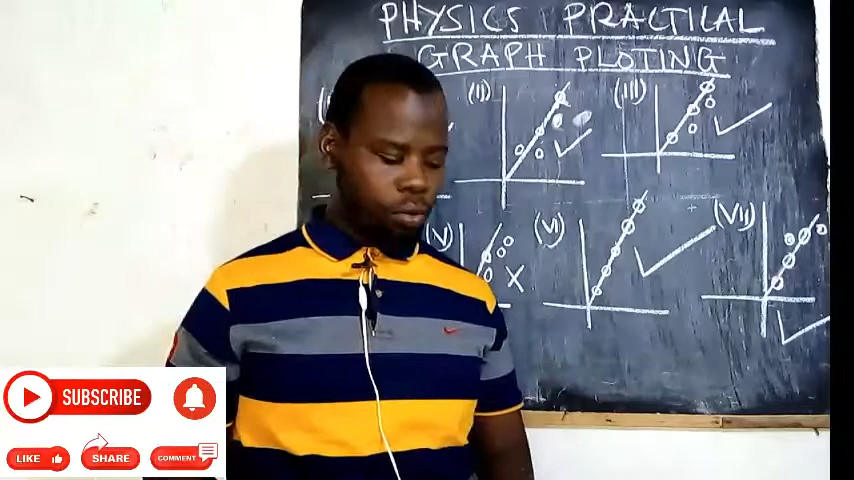 PHYSICS PRACTICAL
GRAPH PLOTING
(ii)
(iii)
(vi)
(vii)
SUBSCRIBE
LIKE
SHARE
COMMENT